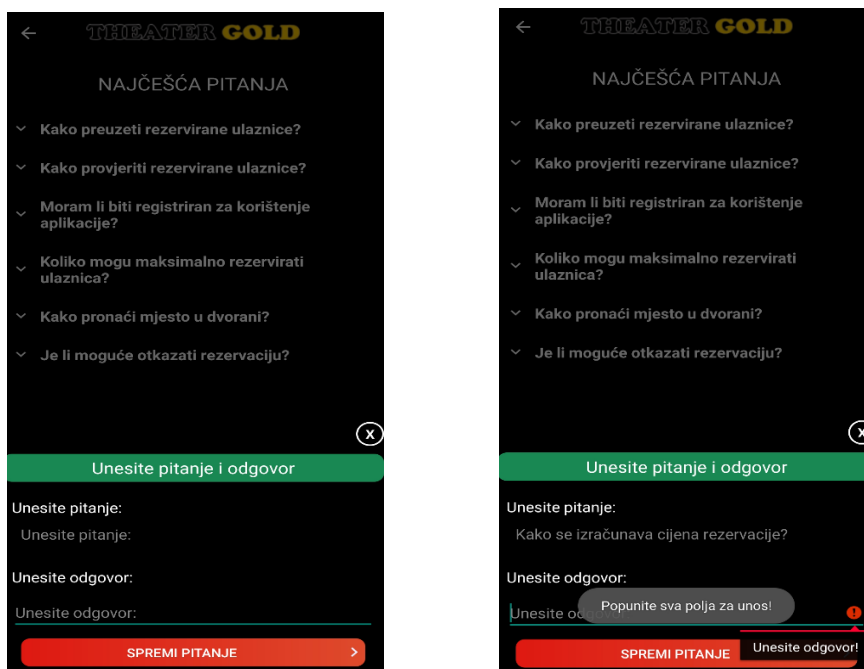 THEATER GOLD
NAJČEŠĆA PITANJA
Kako preuzeti rezervirane ulaznice?
Kako provjeriti rezervirane ulaznice?
Moram li biti registriran za korištenje
aplikacije?
Koliko mogu maksimalno rezervirati
ulaznica?
Kako pronaći mjesto u dvorani?
Je li moguće otkazati rezervaciju?
X
Unesite pitanje i odgovor
Unesite pitanje:
Unesite pitanje:
Unesite odgovor:
Unesite odgovor:
SPREMI PITANJE
THEATER GOLD
NAJČEŠĆA PITANJA
Kako preuzeti rezervirane ulaznice?
Kako provjeriti rezervirane ulaznice?
Moram li biti registriran za korištenje
aplikacije?
Koliko mogu maksimalno rezervirati
ulaznica?
Kako pronaći mjesto u dvorani?
Je li moguće otkazati rezervaciju?
X
Unesite pitanje i odgovor
Unesite pitanje:
Kako se izračunava cijena rezervacije?
Unesite odgovor:
Unesite
Popunite sva polja za unos!
SPREMI PITANJE
Unesite odgovor!